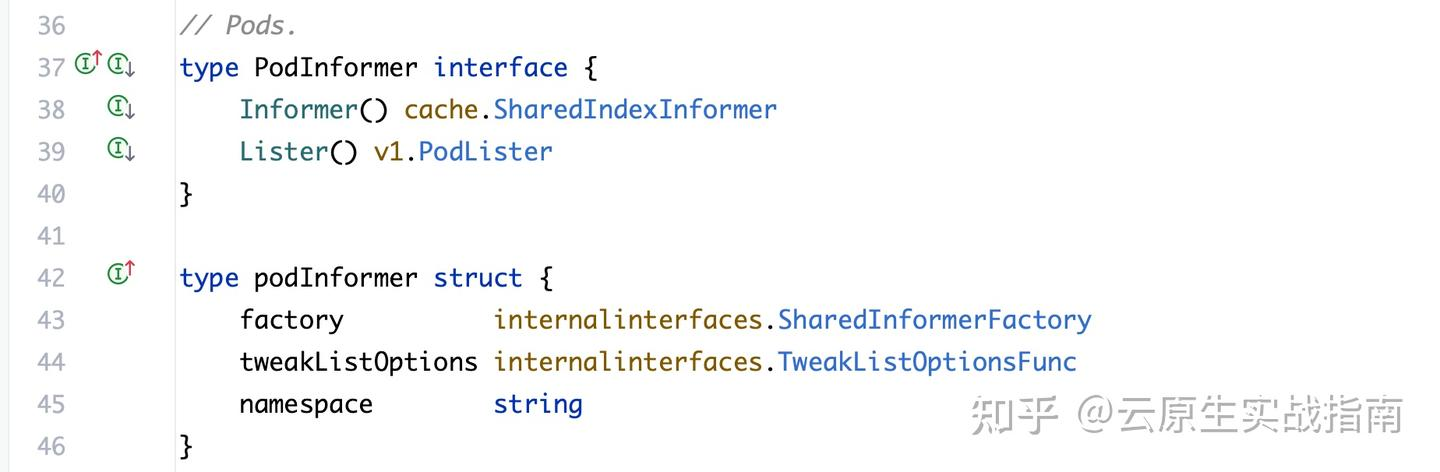 36 // Pods.
37 type PodInformer interface {
38     Informer() cache.SharedIndexInformer
39     Lister() v1.PodLister
40 }
41
42 type podInformer struct {
43     factory          internalinterfaces.SharedInformerFactory
44     tweakListOptions internalinterfaces.TweakListOptionsFunc
45     namespace        string
46 }
知乎 @云原生实战指南